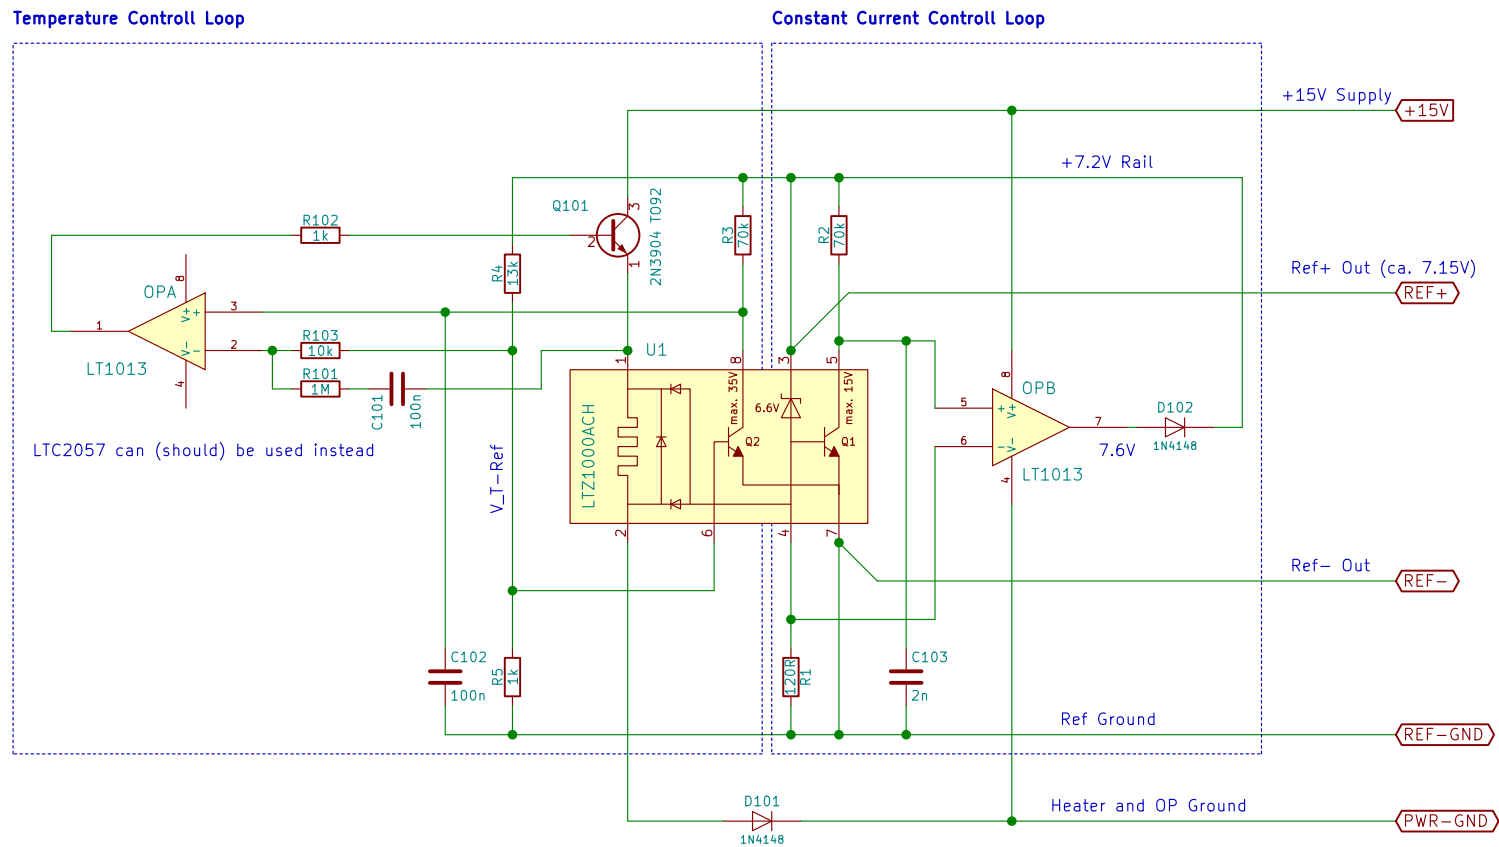 Temperature Controll Loop
Constant Current Controll Loop
+15V Supply
+15V
+7.2V Rail
Q101
3
2
1
2N3904 TO92
R102
1k
R3
70k
R2
70k
R4
13k
Ref+ Out (ca. 7.15V)
REF+
OPA
8
V+
+
3
1
V-
-
2
4
LT1013
R103
10k
R101
1M
C101
100n
U1
1
8
3
5
max. 35V
6.6V
max. 15V
Q2
Q1
LTZ1000ACH
2
6
4
7
OPB
8
V+
+
5
7
V-
-
6
4
LT1013
D102
1N4148
7.6V
LTC2057 can (should) be used instead
V_T-Ref
Ref- Out
REF-
C102
100n
R5
1k
120R
R1
C103
2n
Ref Ground
REF-GND
D101
1N4148
Heater and OP Ground
PWR-GND